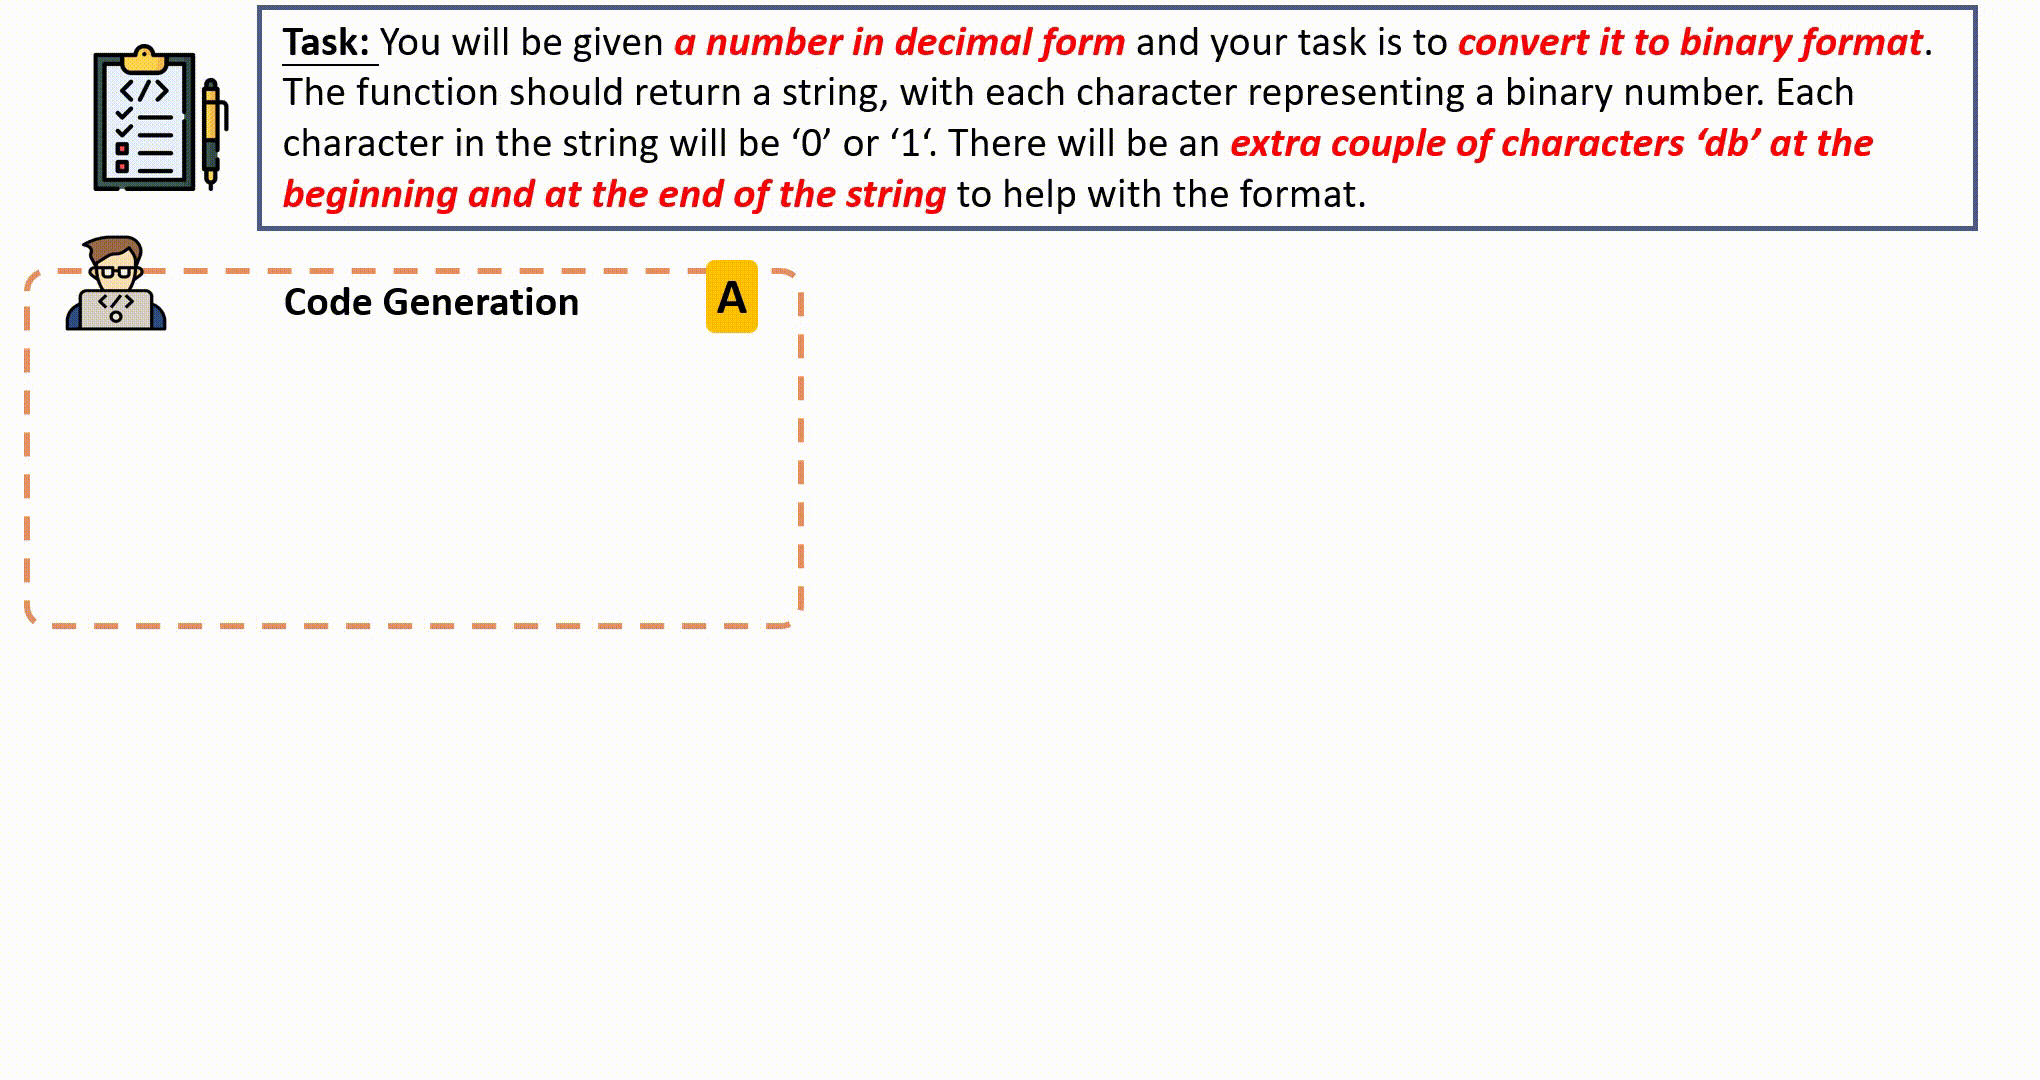 Task: You will be given a number in decimal form and your task is to convert it to binary format.
The function should return a string, with each character representing a binary number. Each
character in the string will be ‘0’ or ‘1‘. There will be an extra couple of characters ‘db’ at the
beginning and at the end of the string to help with the format.
</>
</>
Code Generation
A